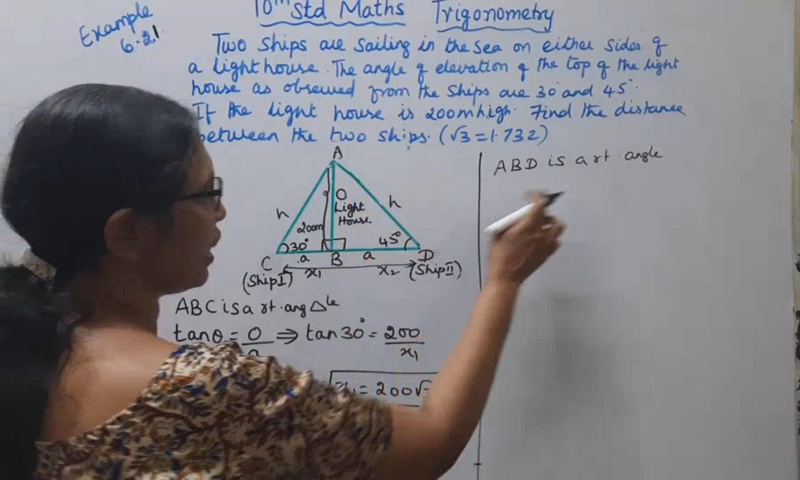 Example
6.21
10th Std Maths Trigonometry
Two ships are sailing in the sea on either sides of
a light house. The angle of elevation of the top of the light
house as observed from the ships are 30° and 45°.
If the light house is 200m high. Find the distance
between the two ships. (√3 = 1.732)
A
h
O
Light
House
200m
h
30°
45°
C
a
B
a
D
(Ship I)
x₁
x₂
(Ship II)
ABC is a rt. ang △le
tanθ = O ⇒ tan 30° = 200
x₁
= 200√
ABD is a rt. angle